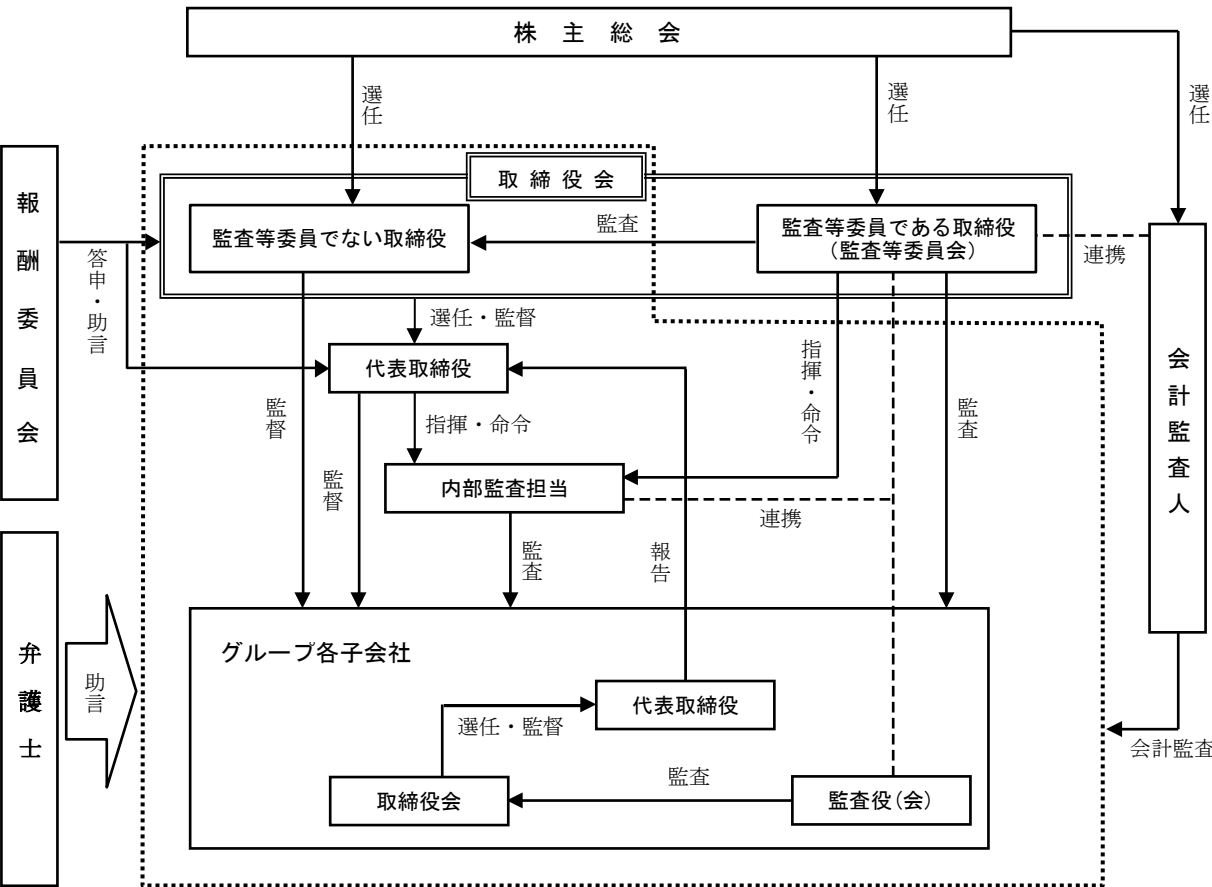 株主総会
選任
選任
選任
報酬委員会
取締役会
監査等委員でない取締役
監査
監査等委員である取締役
(監査等委員会)
連携
答申・助言
選任・監督
代表取締役
指揮・命令
監査
会計監査人
監督
指揮・命令
監督
内部監査担当
連携
監査
報告
弁護士
助言
グループ各子会社
代表取締役
選任・監督
会計監査
取締役会
監査
監査役(会)